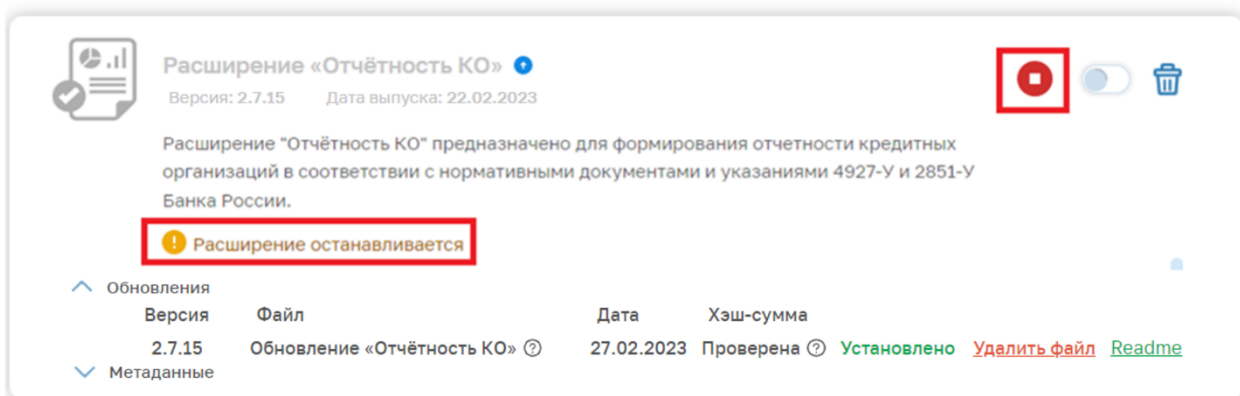 Расширение «Отчётность КО»
Версия: 2.7.15 Дата выпуска: 22.02.2023
Расширение "Отчётность КО" предназначено для формирования отчетности кредитных
организаций в соответствии с нормативными документами и указаниями 4927-У и 2851-У
Банка России.
Расширение останавливается
Обновления
Версия Файл Дата Хэш-сумма
2.7.15 Обновление «Отчётность КО» 27.02.2023 Проверена Установлено Удалить файл Readme
Метаданные